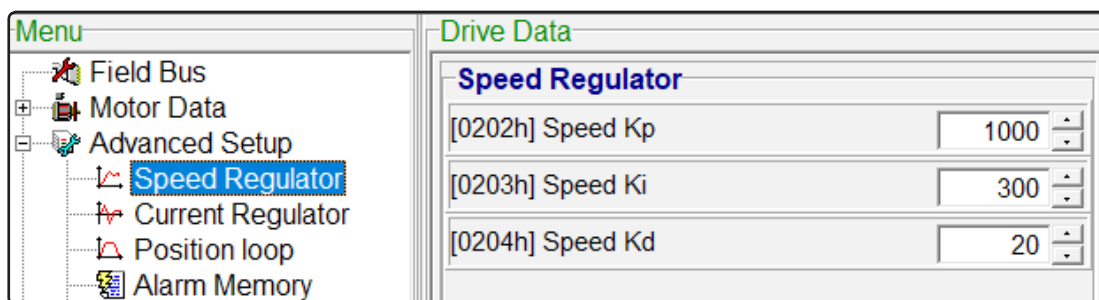 Menu
Field Bus
Motor Data
Advanced Setup
Speed Regulator
Current Regulator
Position loop
Alarm Memory
Drive Data
Speed Regulator
[0202h] Speed Kp 1000
[0203h] Speed Ki 300
[0204h] Speed Kd 20